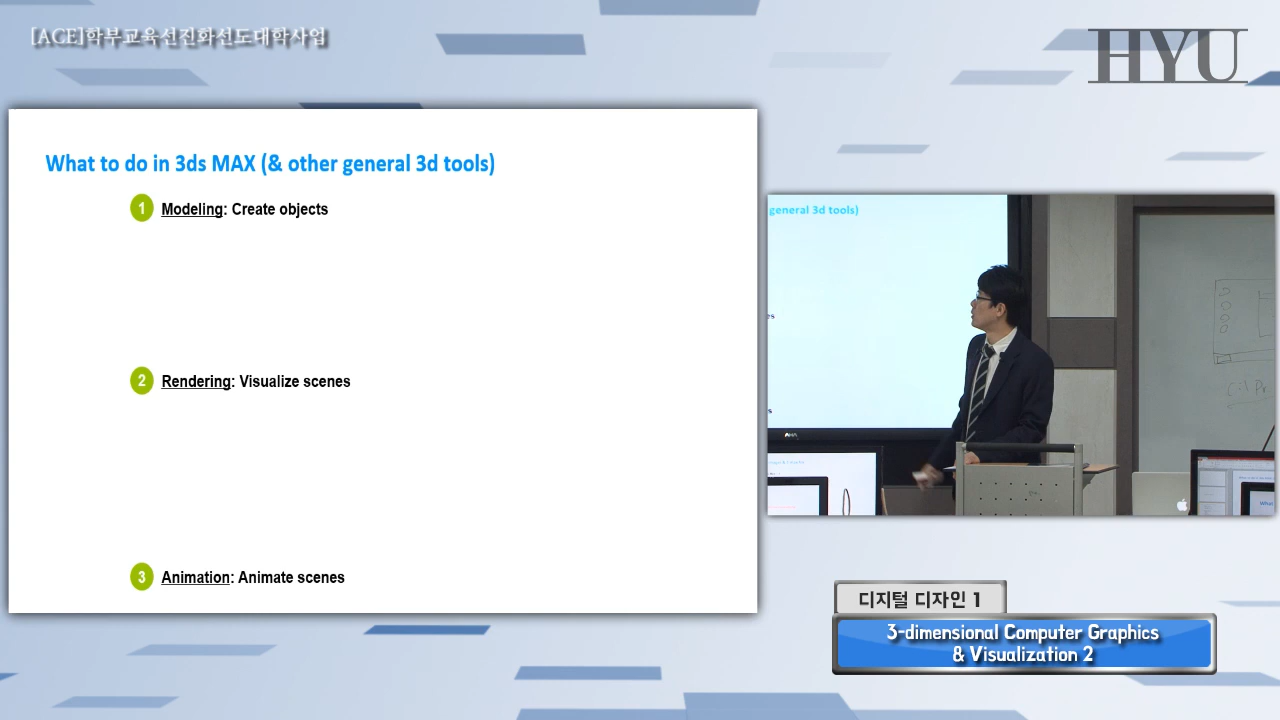 [ACE]학부교육선진화선도대학사업
HYU
What to do in 3ds MAX (& other general 3d tools)
1 Modeling: Create objects
2 Rendering: Visualize scenes
3 Animation: Animate scenes
general 3d tools)
디지털 디자인 1
3-dimensional Computer Graphics
& Visualization 2